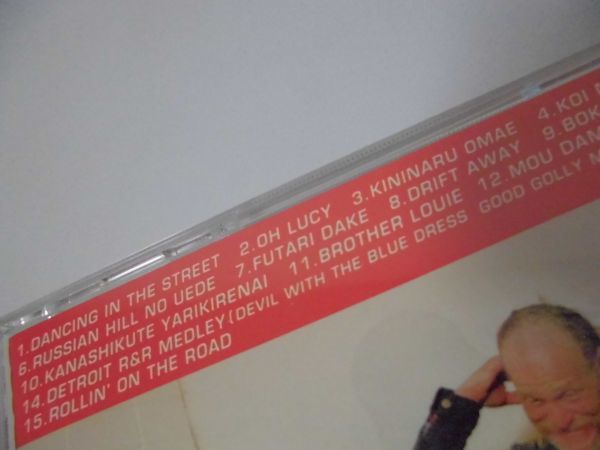 1.DANCING IN THE STREET 2.OH LUCY 3.KININARU OMAE 4.KOI
6.RUSSIAN HILL NO UEDE 7.FUTARI DAKE 8.DRIFT AWAY 9.BOK
10.KANASHIKUTE YARIKIRENAI 11.BROTHER LOUIE 12.MOU DAM
14.DETROIT R&R MEDLEY(DEVIL WITH THE BLUE DRESS GOOD GOLLY M
15.ROLLIN' ON THE ROAD